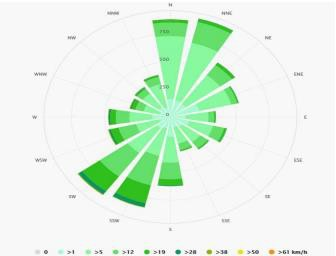 N
NNW NNE
NW NE
WNW ENE
W E
WSW ESE
SW SE
SSW SSE
S
750
500
250
0
0 >1 >5 >12 >19 >28 >38 >50 >61 km/h